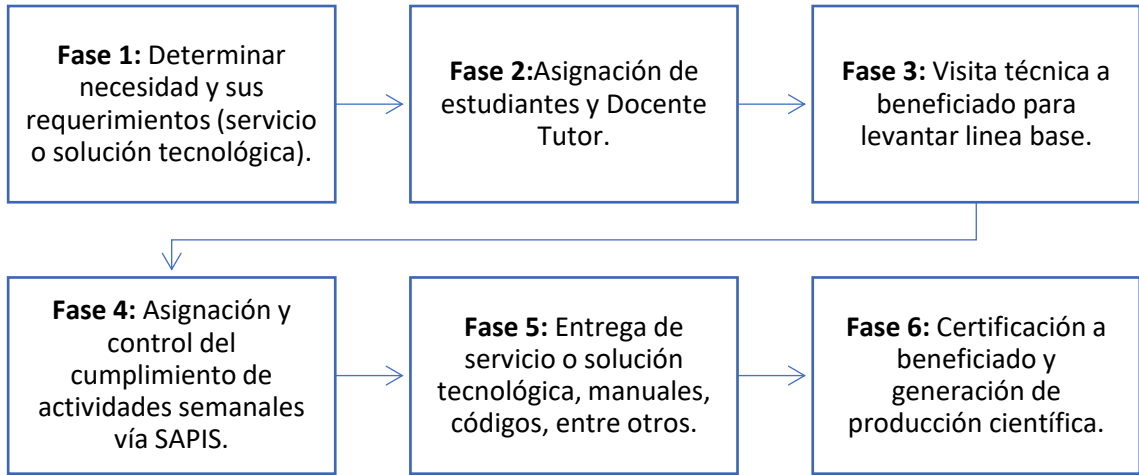 Fase 1: Determinar
necesidad y sus
requerimientos (servicio
o solución tecnológica).
Fase 2:Asignación de
estudiantes y Docente
Tutor.
Fase 3: Visita técnica a
beneficiado para
levantar linea base.
Fase 4: Asignación y
control del
cumplimiento de
actividades semanales
vía SAPIS.
Fase 5: Entrega de
servicio o solución
tecnológica, manuales,
códigos, entre otros.
Fase 6: Certificación a
beneficiado y
generación de
producción científica.